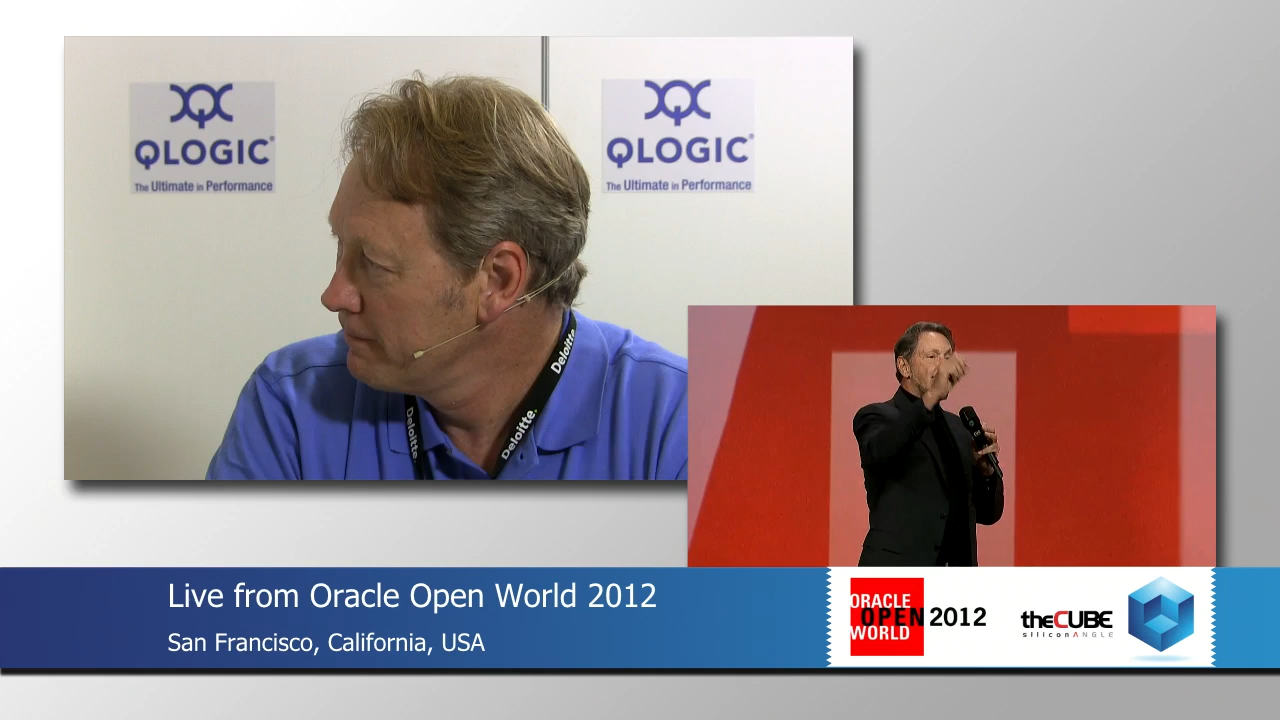 QLOGIC®
The Ultimate in Performance
QLOGIC®
The Ultimate in Performance
Deloitte.
Deloitte.
Deloitte
Live from Oracle Open World 2012
San Francisco, California, USA
ORACLE
OPEN 2012
WORLD
theCUBE
siliconANGLE